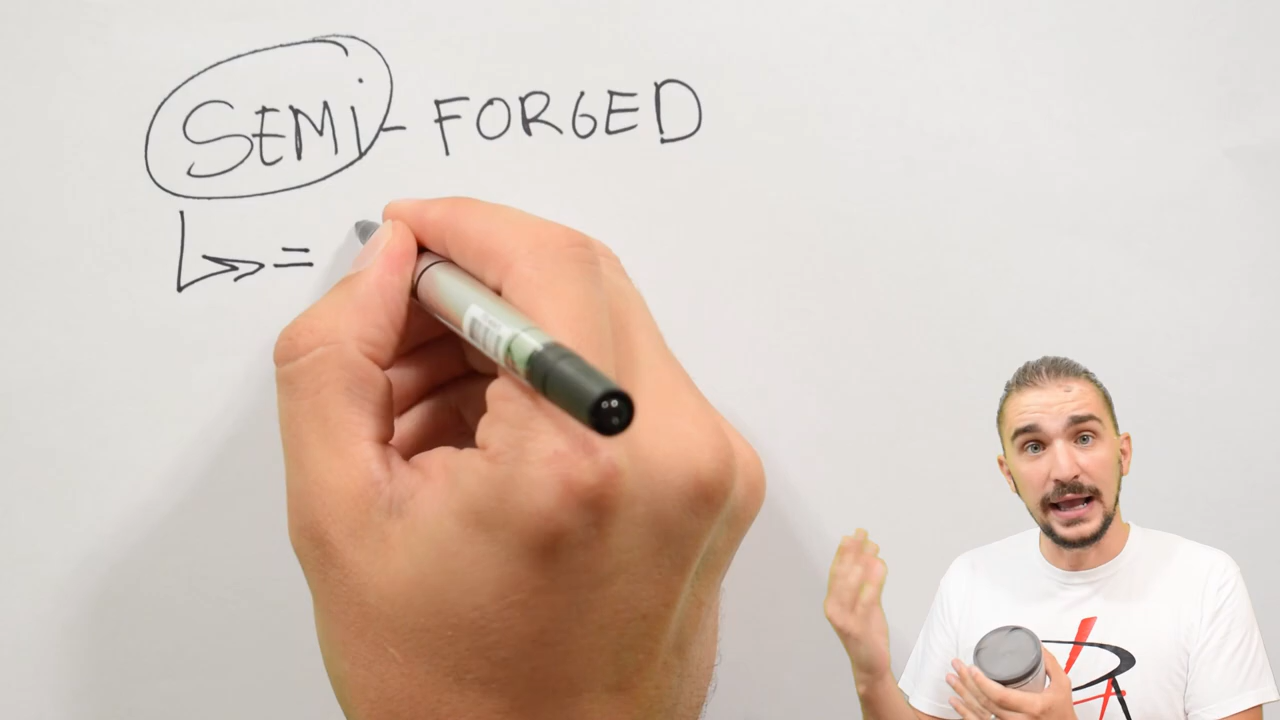 SEMi- FORGED
=